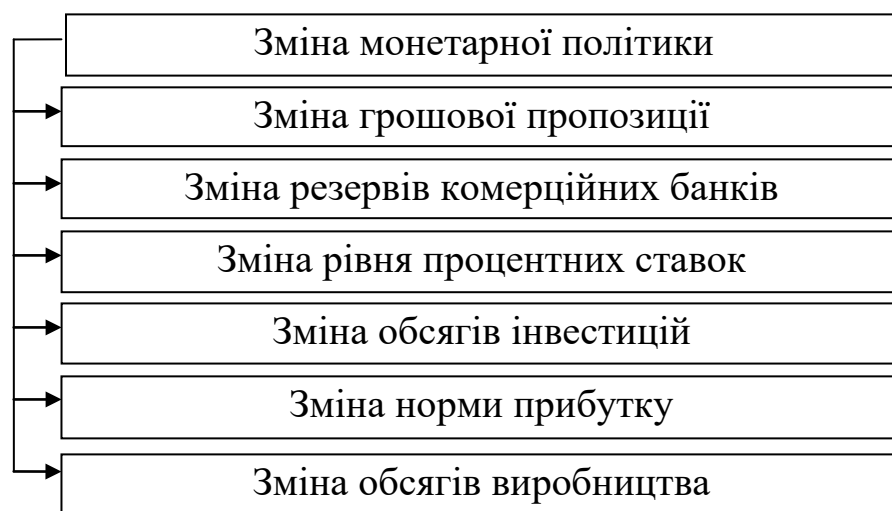 Зміна монетарної політики
Зміна грошової пропозиції
Зміна резервів комерційних банків
Зміна рівня процентних ставок
Зміна обсягів інвестицій
Зміна норми прибутку
Зміна обсягів виробництва